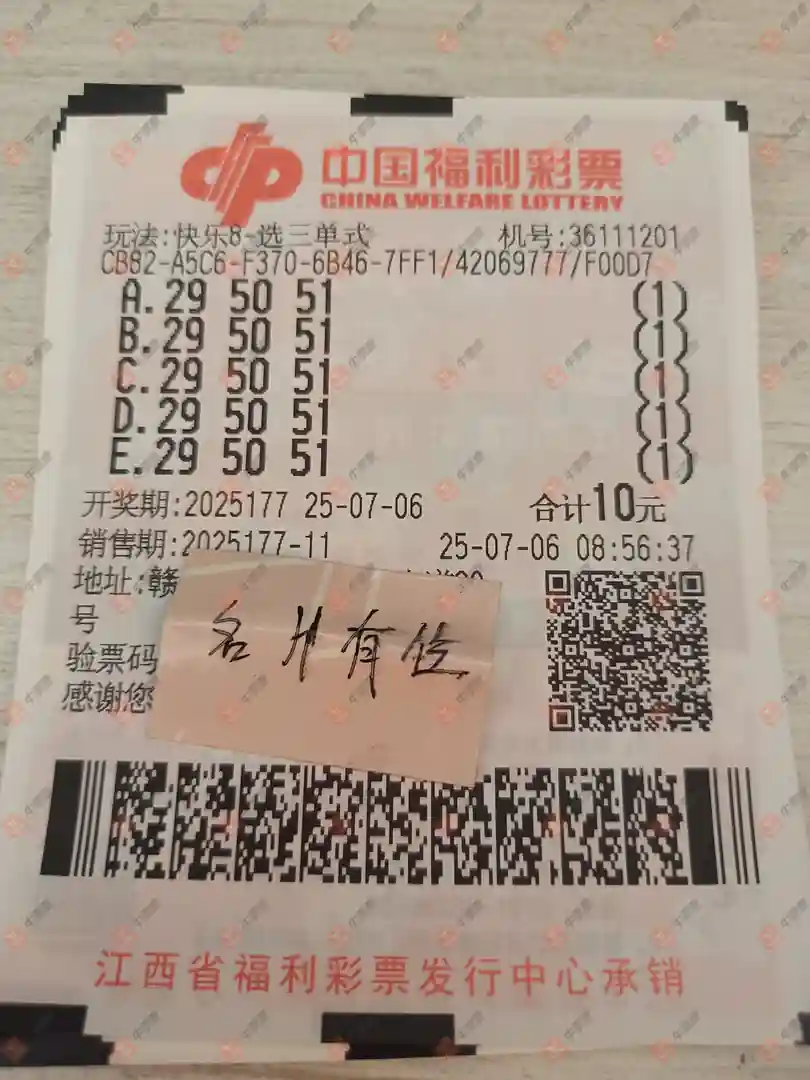 中国福利彩票
CHINA WELFARE LOTTERY
玩法:快乐8-选三单式 机号:36111201
CB82-A5C6-F370-6B46-7FF1/42069777/F00D7
A.29 50 51 (1)
B.29 50 51 (1)
C.29 50 51 (1)
D.29 50 51 (1)
E.29 50 51 (1)
开奖期:2025177 25-07-06 合计10元
销售期:2025177-11 25-07-06 08:56:37
地址:赣
号
验票码
感谢您
名 有位
江西省福利彩票发行中心承销